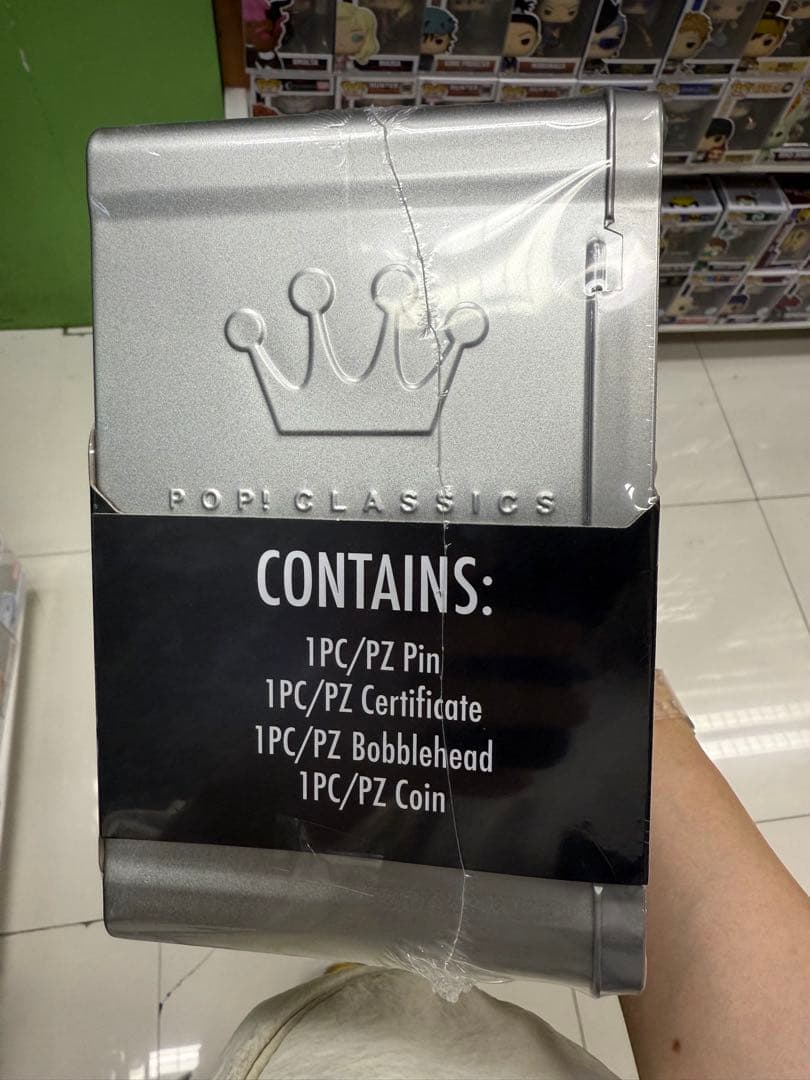 POP! CLASSICS
CONTAINS:
1PC/PZ Pin
1PC/PZ Certificate
1PC/PZ Bobblehead
1PC/PZ Coin